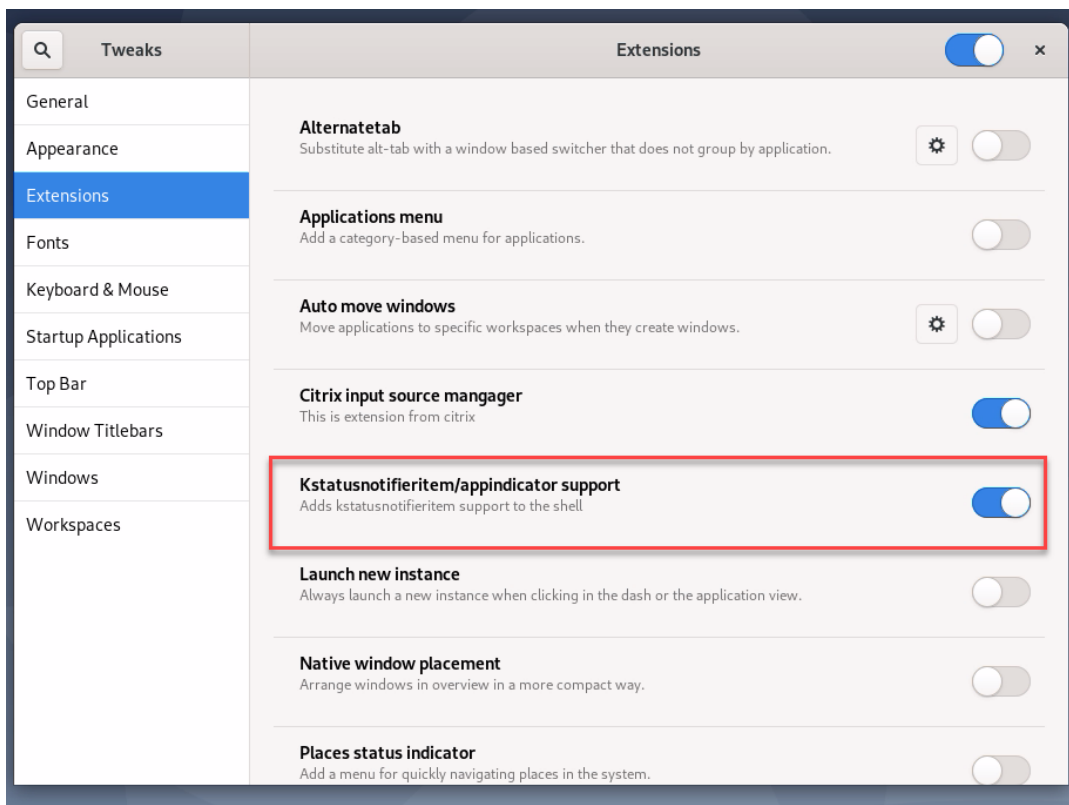 Tweaks
Extensions
General
Appearance
Extensions
Fonts
Keyboard & Mouse
Startup Applications
Top Bar
Window Titlebars
Windows
Workspaces
Alternatetab
Substitute alt-tab with a window based switcher that does not group by application.
Applications menu
Add a category-based menu for applications.
Auto move windows
Move applications to specific workspaces when they create windows.
Citrix input source mangager
This is extension from citrix
Kstatusnotifieritem/appindicator support
Adds kstatusnotifieritem support to the shell
Launch new instance
Always launch a new instance when clicking in the dash or the application view.
Native window placement
Arrange windows in overview in a more compact way.
Places status indicator
Add a menu for quickly navigating places in the system.